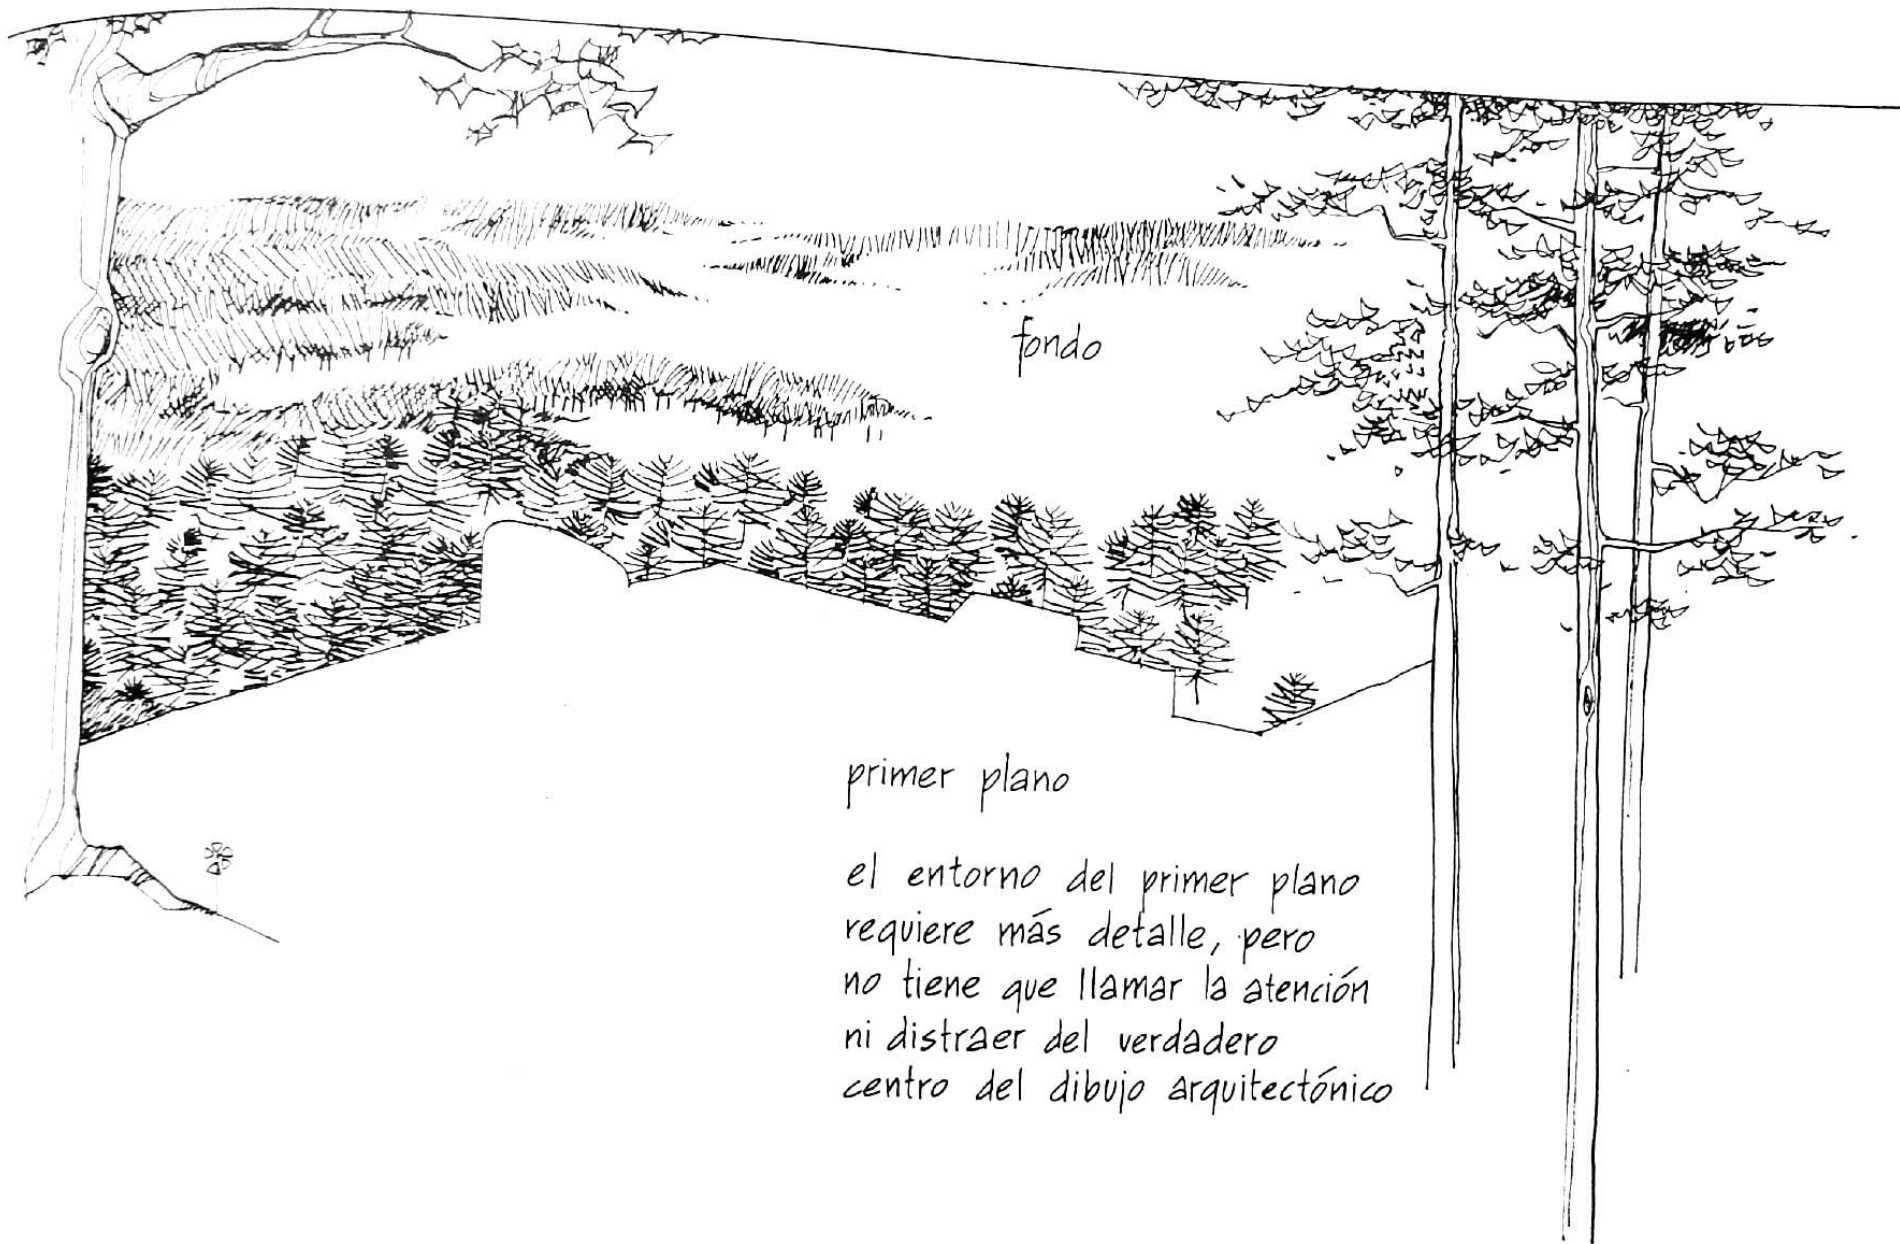 fondo
primer plano
el entorno del primer plano
requiere más detalle, pero
no tiene que llamar la atención
ni distraer del verdadero
centro del dibujo arquitectónico